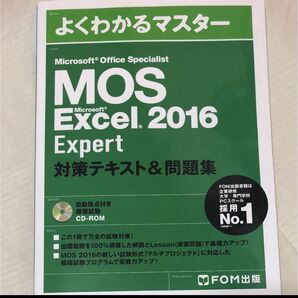 よくわかるマスター
Microsoft® Office Specialist
MOS
Microsoft®
Excel® 2016
Expert
対策テキスト&問題集
自動採点付き
模擬試験
CD-ROM
FOM出版書籍は
企業研修
大学/専門学校
PCスクール
採用
No.1
■この1冊で万全の試験対策!
■出題範囲を100%網羅した解説とLesson(実習問題)で基礎力アップ!
■MOS 2016の新しい試験形式「マルチプロジェクト」に対応した
模擬試験プログラムで実戦力アップ!
FOM出版